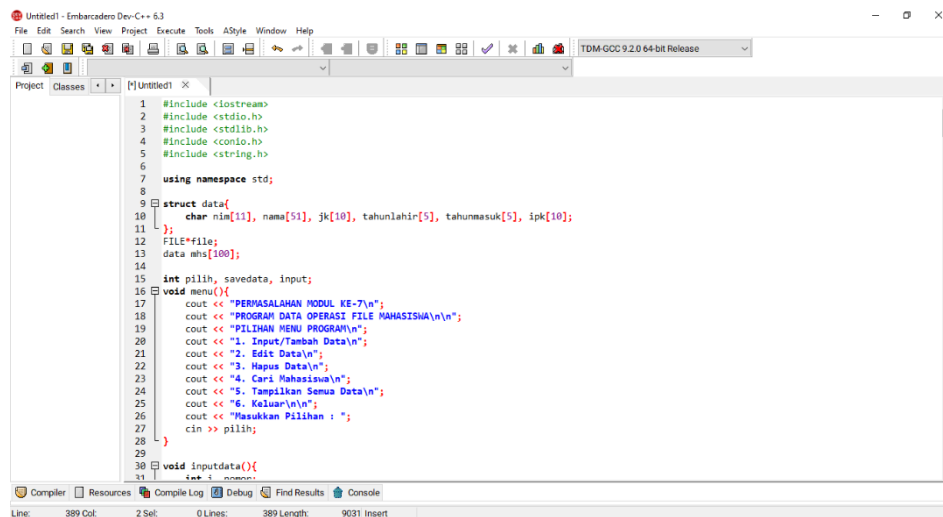 Untitled1 - Embarcadero Dev-C++ 6.3
File Edit Search View Project Execute Tools AStyle Window Help
TDM-GCC 9.2.0 64-bit Release
Project Classes [*] Untitled1
1 #include <iostream>
2 #include <stdio.h>
3 #include <stdlib.h>
4 #include <conio.h>
5 #include <string.h>
6
7 using namespace std;
8
9 struct data{
10 char nim[11], nama[51], jk[10], tahunlahir[5], tahunmasuk[5], ipk[10];
11 };
12 FILE*file;
13 data mhs[100];
14
15 int pilih, savedata, input;
16 void menu(){
17 cout << "PERMASALAHAN MODUL KE-7\n";
18 cout << "PROGRAM DATA OPERASI FILE MAHASISWA\n\n";
19 cout << "PILIHAN MENU PROGRAM\n";
20 cout << "1. Input/Tambah Data\n";
21 cout << "2. Edit Data\n";
22 cout << "3. Hapus Data\n";
23 cout << "4. Cari Mahasiswa\n";
24 cout << "5. Tampilkan Semua Data\n";
25 cout << "6. Keluar\n\n";
26 cout << "Masukkan Pilihan : ";
27 cin >> pilih;
28 }
29
30 void inputdata(){
31 int i, nomor;
Compiler Resources Compile Log Debug Find Results Console
Line: 389 Col: 2 Sel: 0 Lines: 389 Length: 9031 Insert